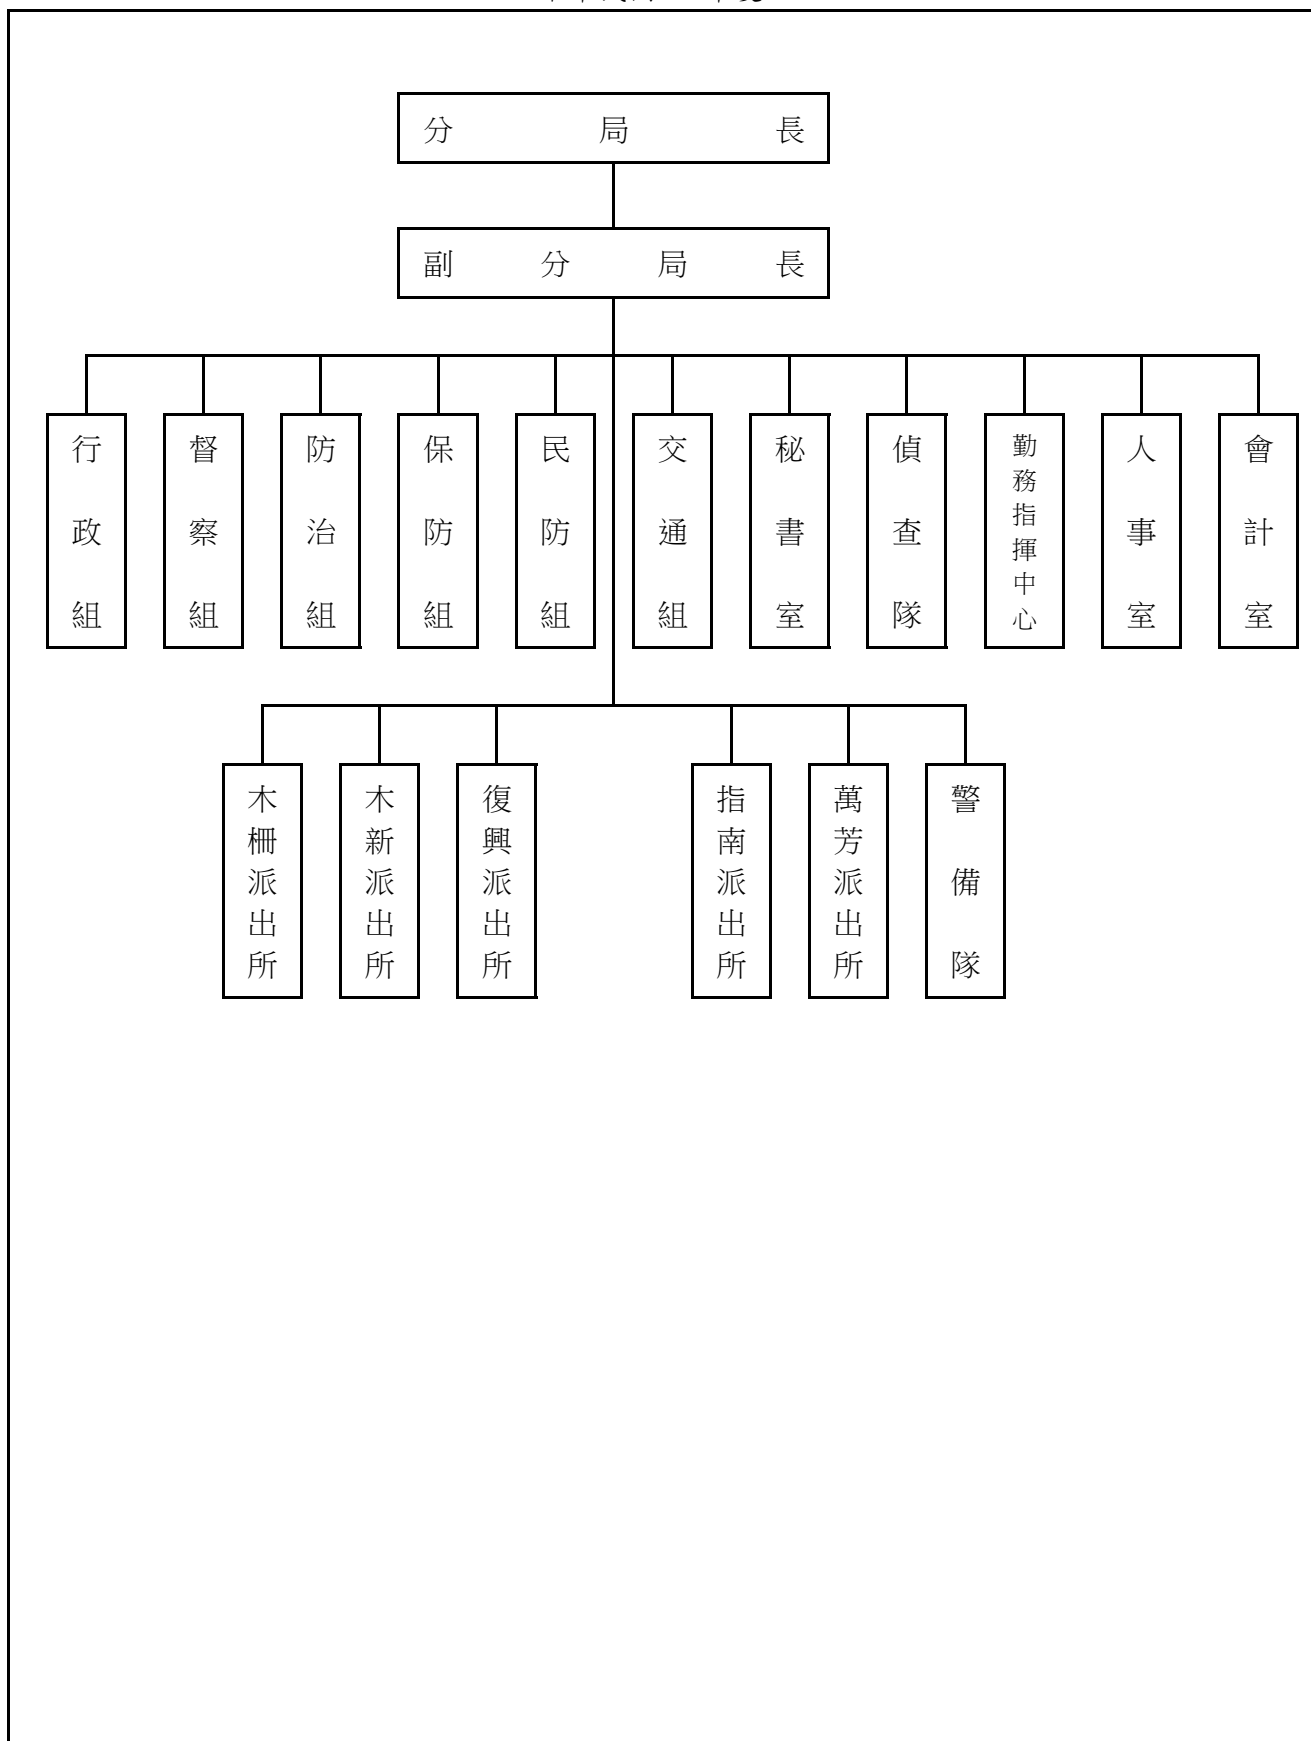 分局長
副分局長
行政組
督察組
防治組
保防組
民防組
交通組
秘書室
偵查隊
勤務指揮中心
人事室
會計室
木柵派出所
木新派出所
復興派出所
指南派出所
萬芳派出所
警備隊